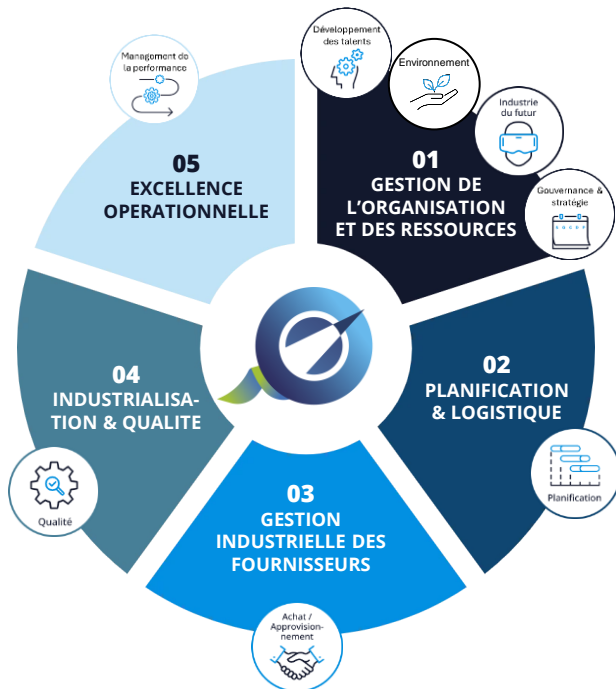 Développement
des talents
Environnement
Industrie
du futur
Gouvernance &
stratégie
01
GESTION DE
L’ORGANISATION
ET DES RESSOURCES
02
PLANIFICATION
& LOGISTIQUE
Planification
03
GESTION
INDUSTRIELLE DES
FOURNISSEURS
Achat /
Approvision-
nement
04
INDUSTRIALISA-
TION & QUALITE
Qualité
05
EXCELLENCE
OPERATIONNELLE
Management de
la performance